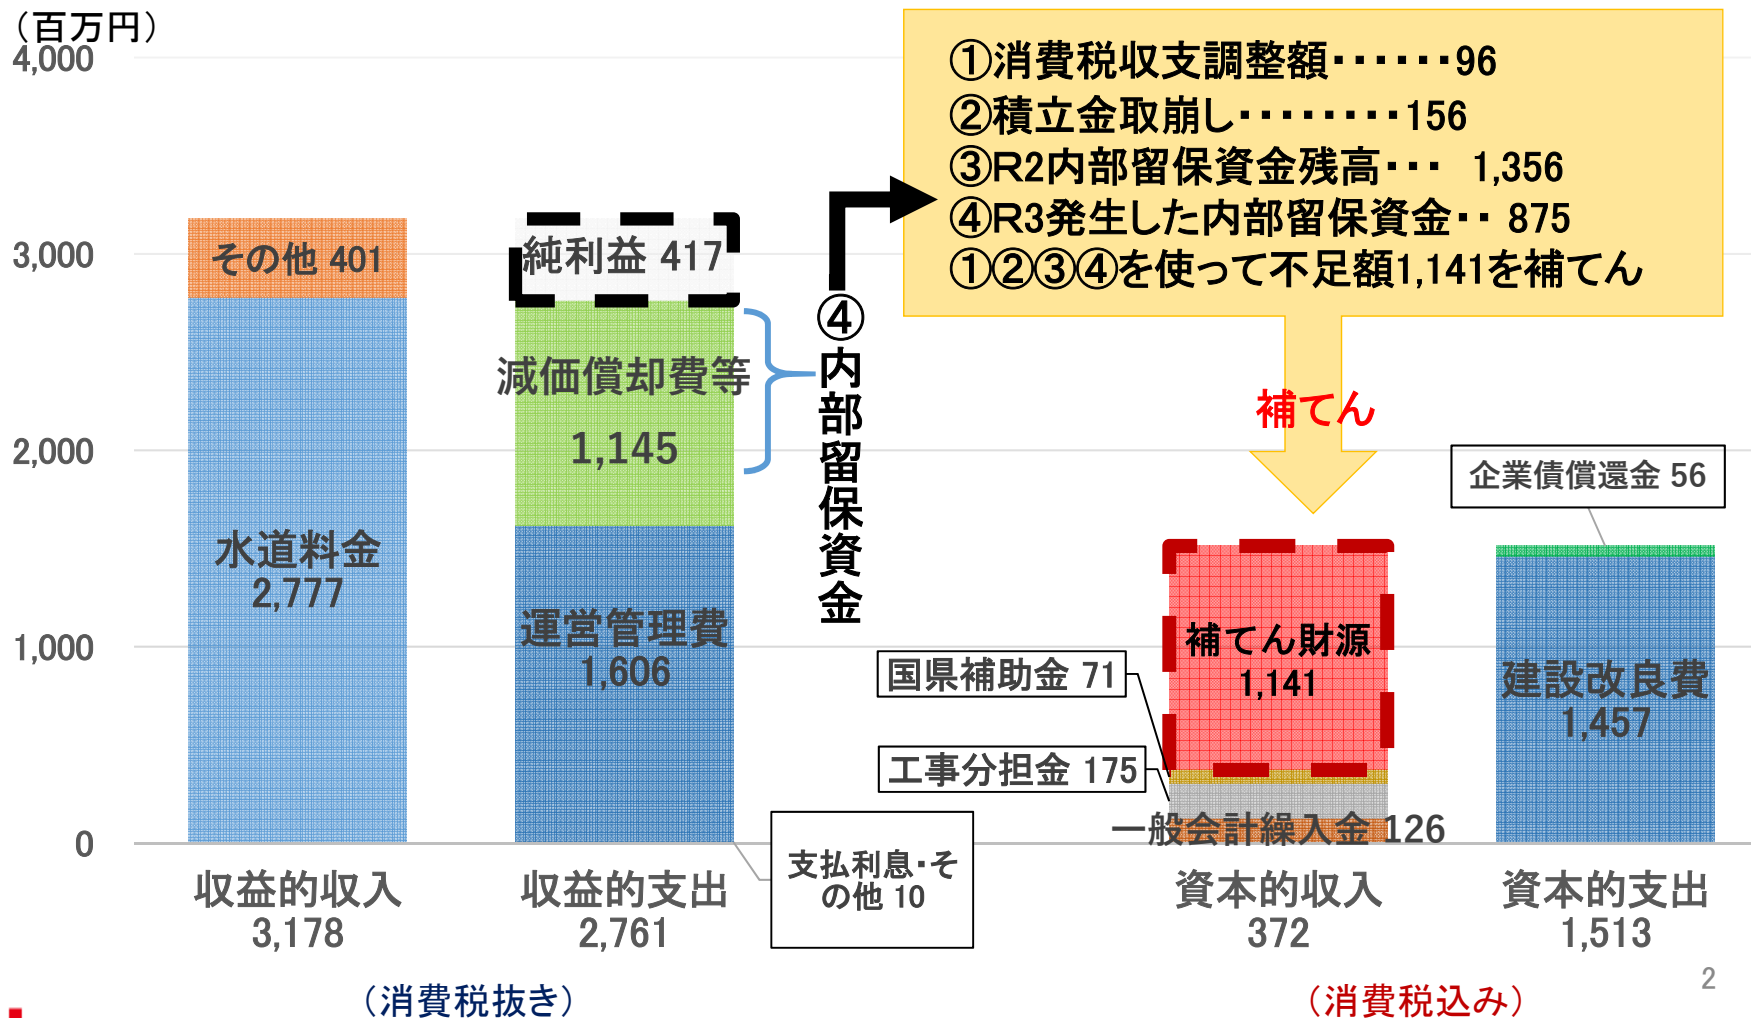 （百万円）
4,000
3,000
2,000
1,000
0
①消費税収支調整額・・・・・・96
②積立金取崩し・・・・・・・・156
③R2内部留保資金残高・・・ 1,356
④R3発生した内部留保資金・・ 875
①②③④を使って不足額1,141を補てん
その他 401
水道料金
2,777
純利益 417
減価償却費等
1,145
運営管理費
1,606
④内部留保資金
補てん
企業債償還金 56
補てん財源
1,141
国県補助金 71
工事分担金 175
一般会計繰入金 126
建設改良費
1,457
支払利息・そ
の他 10
収益的収入
3,178
収益的支出
2,761
資本的収入
372
資本的支出
1,513
（消費税抜き）
（消費税込み）
2